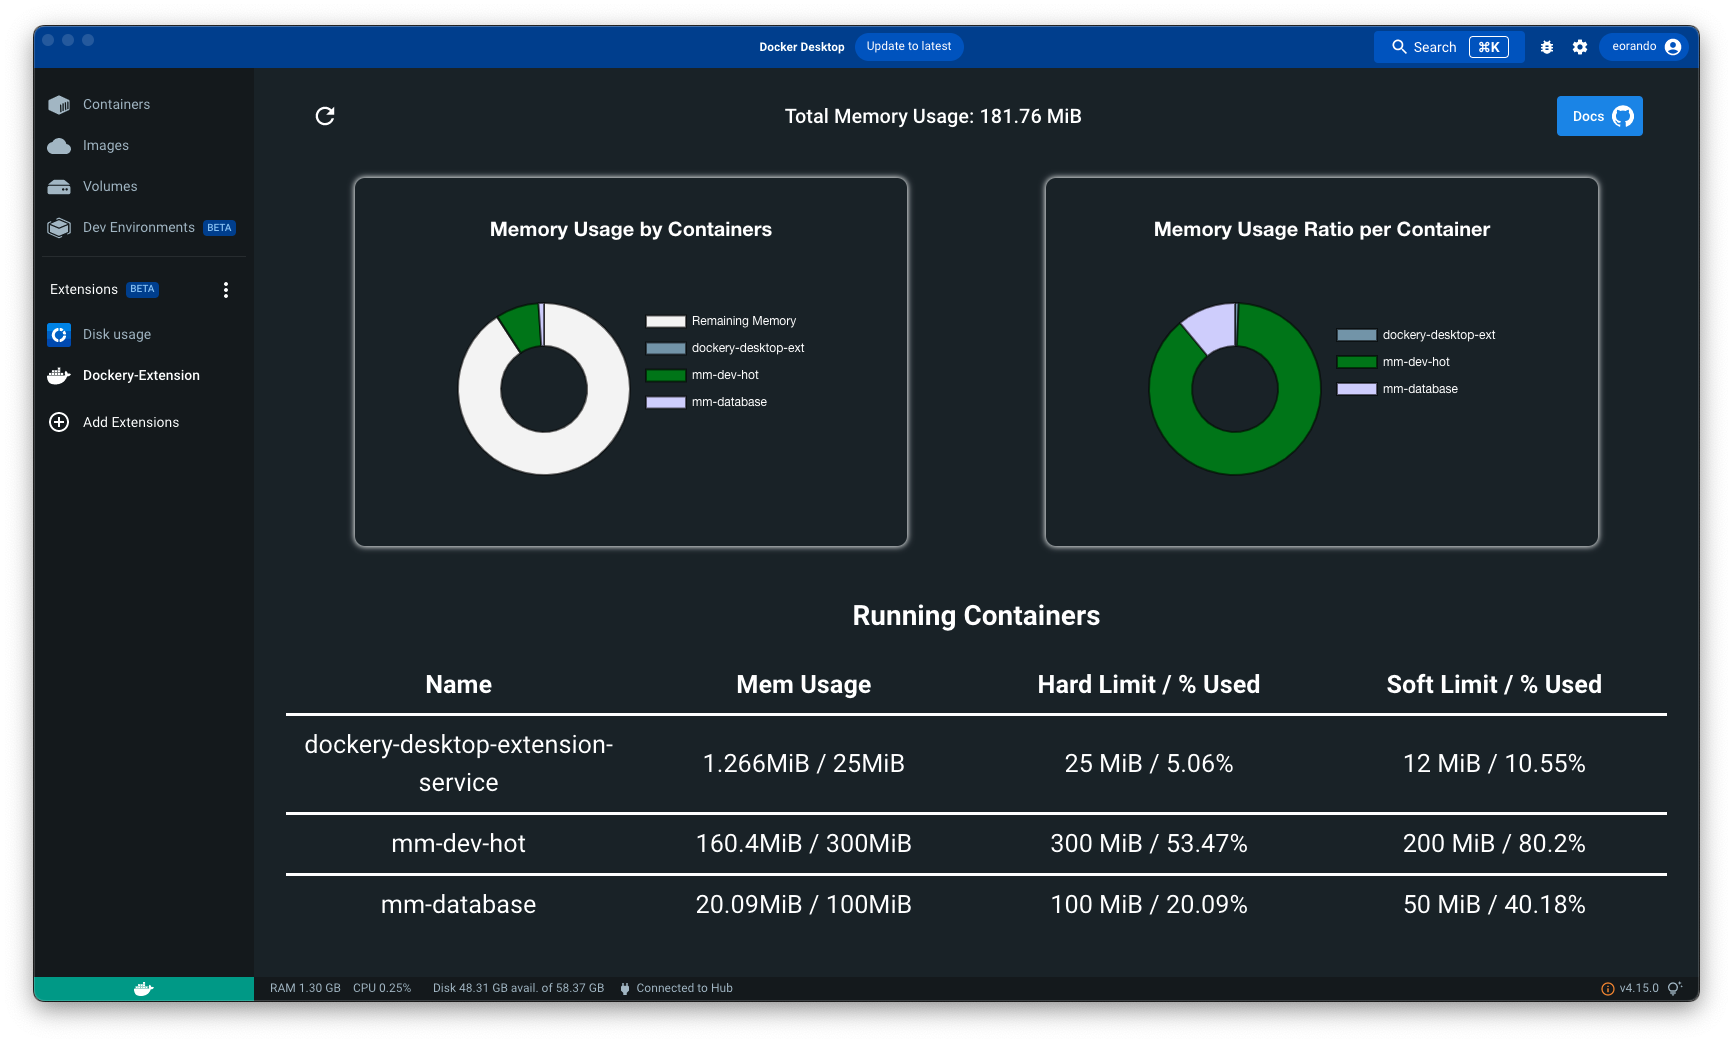 Docker Desktop
Update to latest
Search
⌘K
eorando
Containers
Images
Volumes
Dev Environments BETA
Extensions BETA
Disk usage
Dockery-Extension
Add Extensions
Total Memory Usage: 181.76 MiB
Docs
Memory Usage by Containers
Remaining Memory
dockery-desktop-ext
mm-dev-hot
mm-database
Memory Usage Ratio per Container
dockery-desktop-ext
mm-dev-hot
mm-database
Running Containers
Name Mem Usage Hard Limit / % Used Soft Limit / % Used
dockery-desktop-extension-
service
1.266MiB / 25MiB 25 MiB / 5.06% 12 MiB / 10.55%
mm-dev-hot 160.4MiB / 300MiB 300 MiB / 53.47% 200 MiB / 80.2%
mm-database 20.09MiB / 100MiB 100 MiB / 20.09% 50 MiB / 40.18%
RAM 1.30 GB CPU 0.25% Disk 48.31 GB avail. of 58.37 GB Connected to Hub
v4.15.0